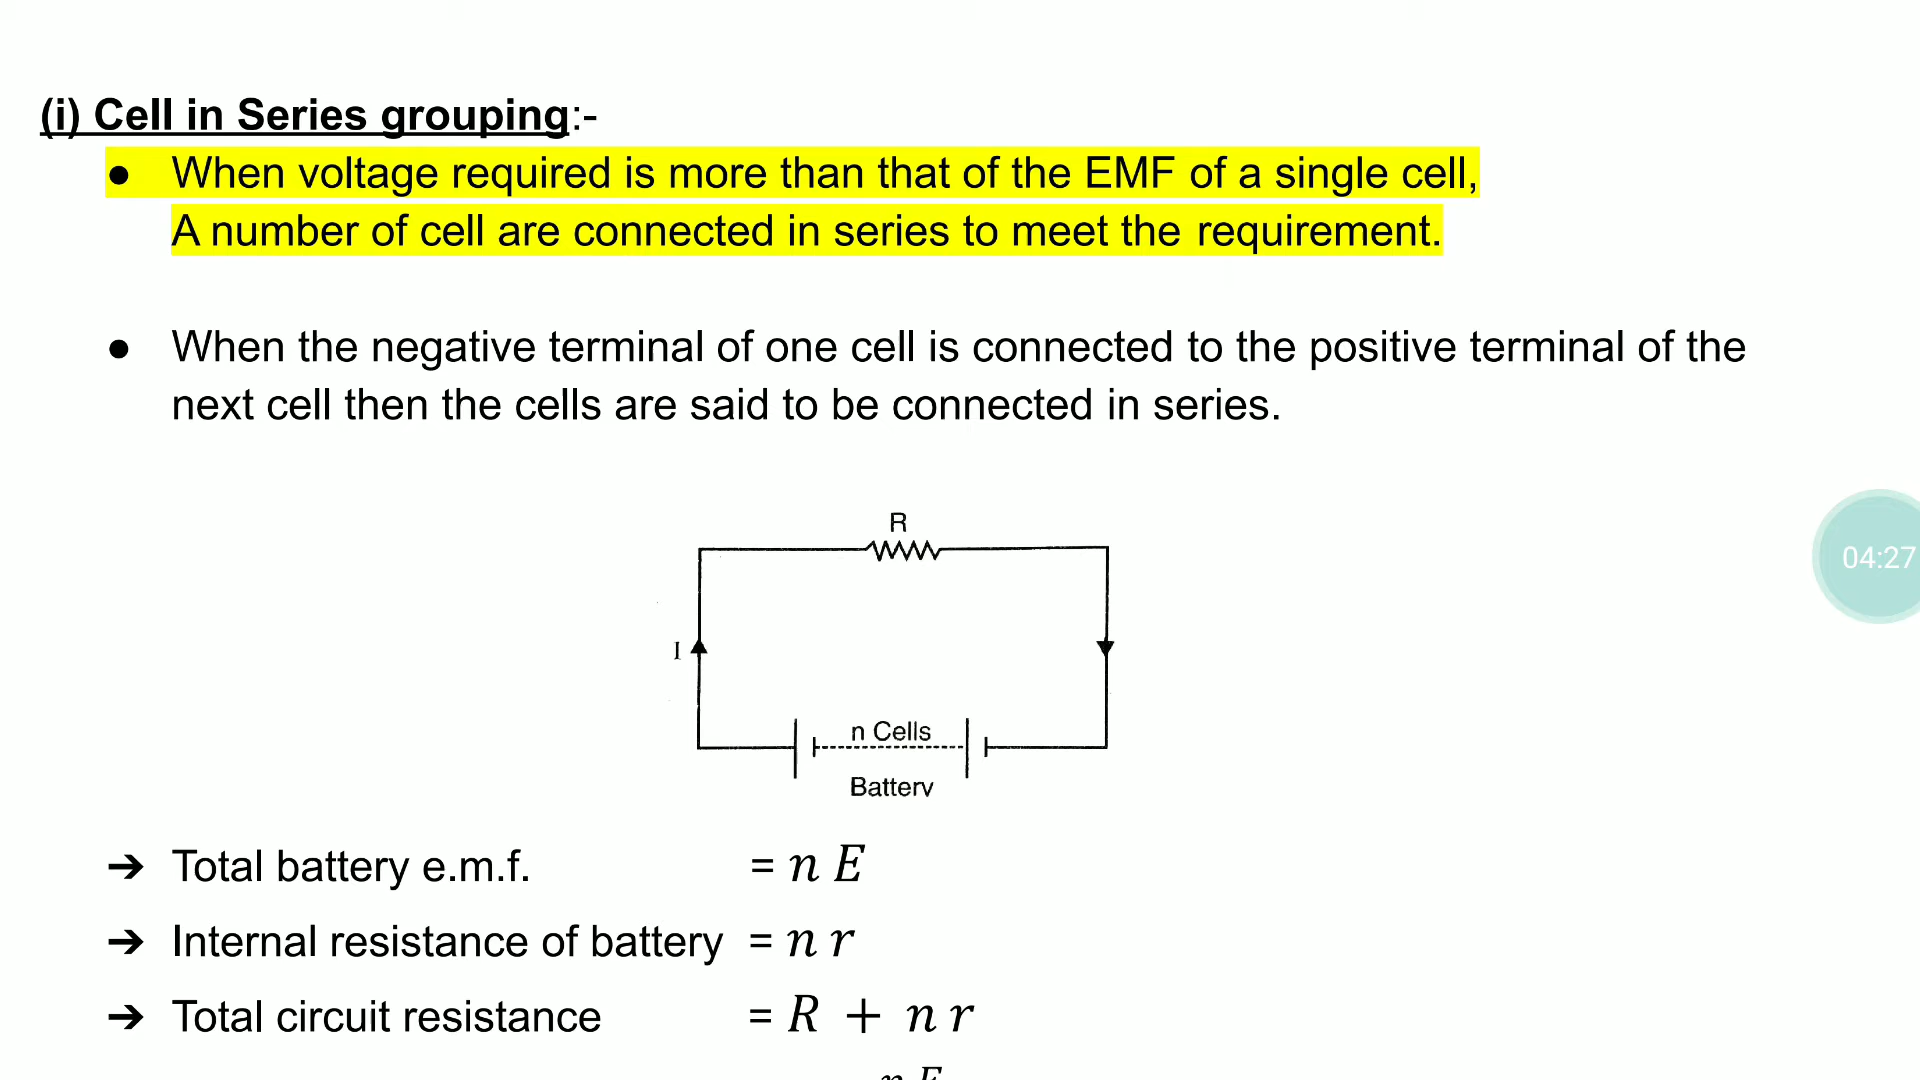 (i) Cell in Series grouping:-
● When voltage required is more than that of the EMF of a single cell,
A number of cell are connected in series to meet the requirement.
● When the negative terminal of one cell is connected to the positive terminal of the
next cell then the cells are said to be connected in series.
R
04:27
I
n Cells
Battery
➔ Total battery e.m.f. = n E
➔ Internal resistance of battery = n r
➔ Total circuit resistance = R + n r
n E